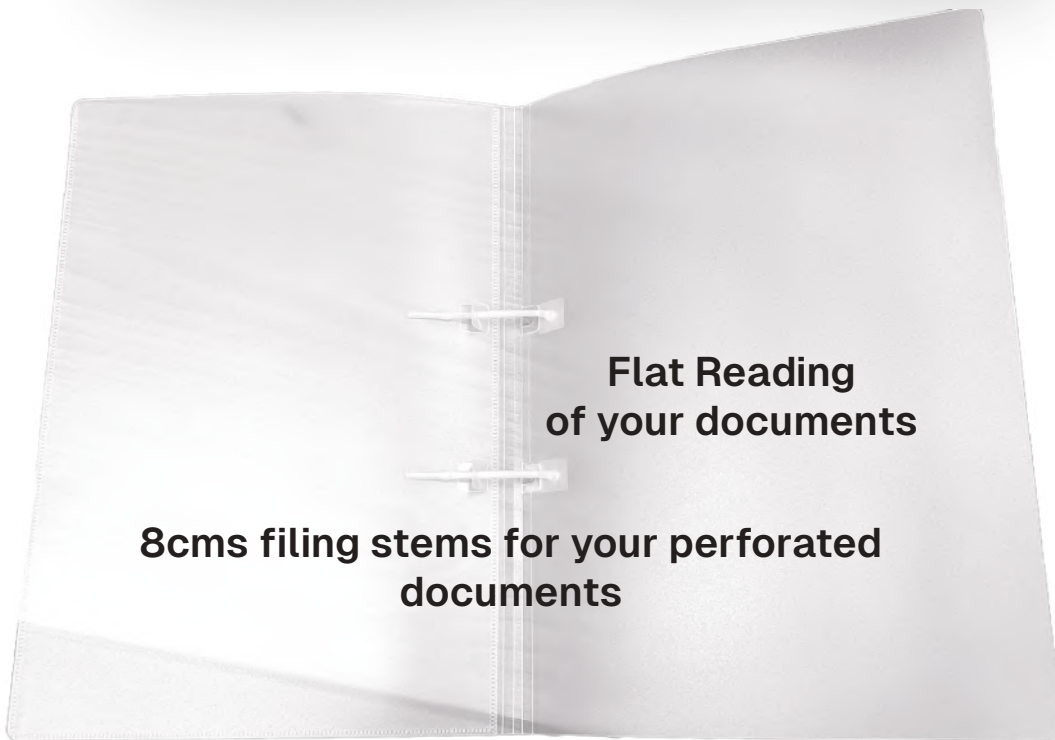 Flat Reading
of your documents
8cms filing stems for your perforated
documents